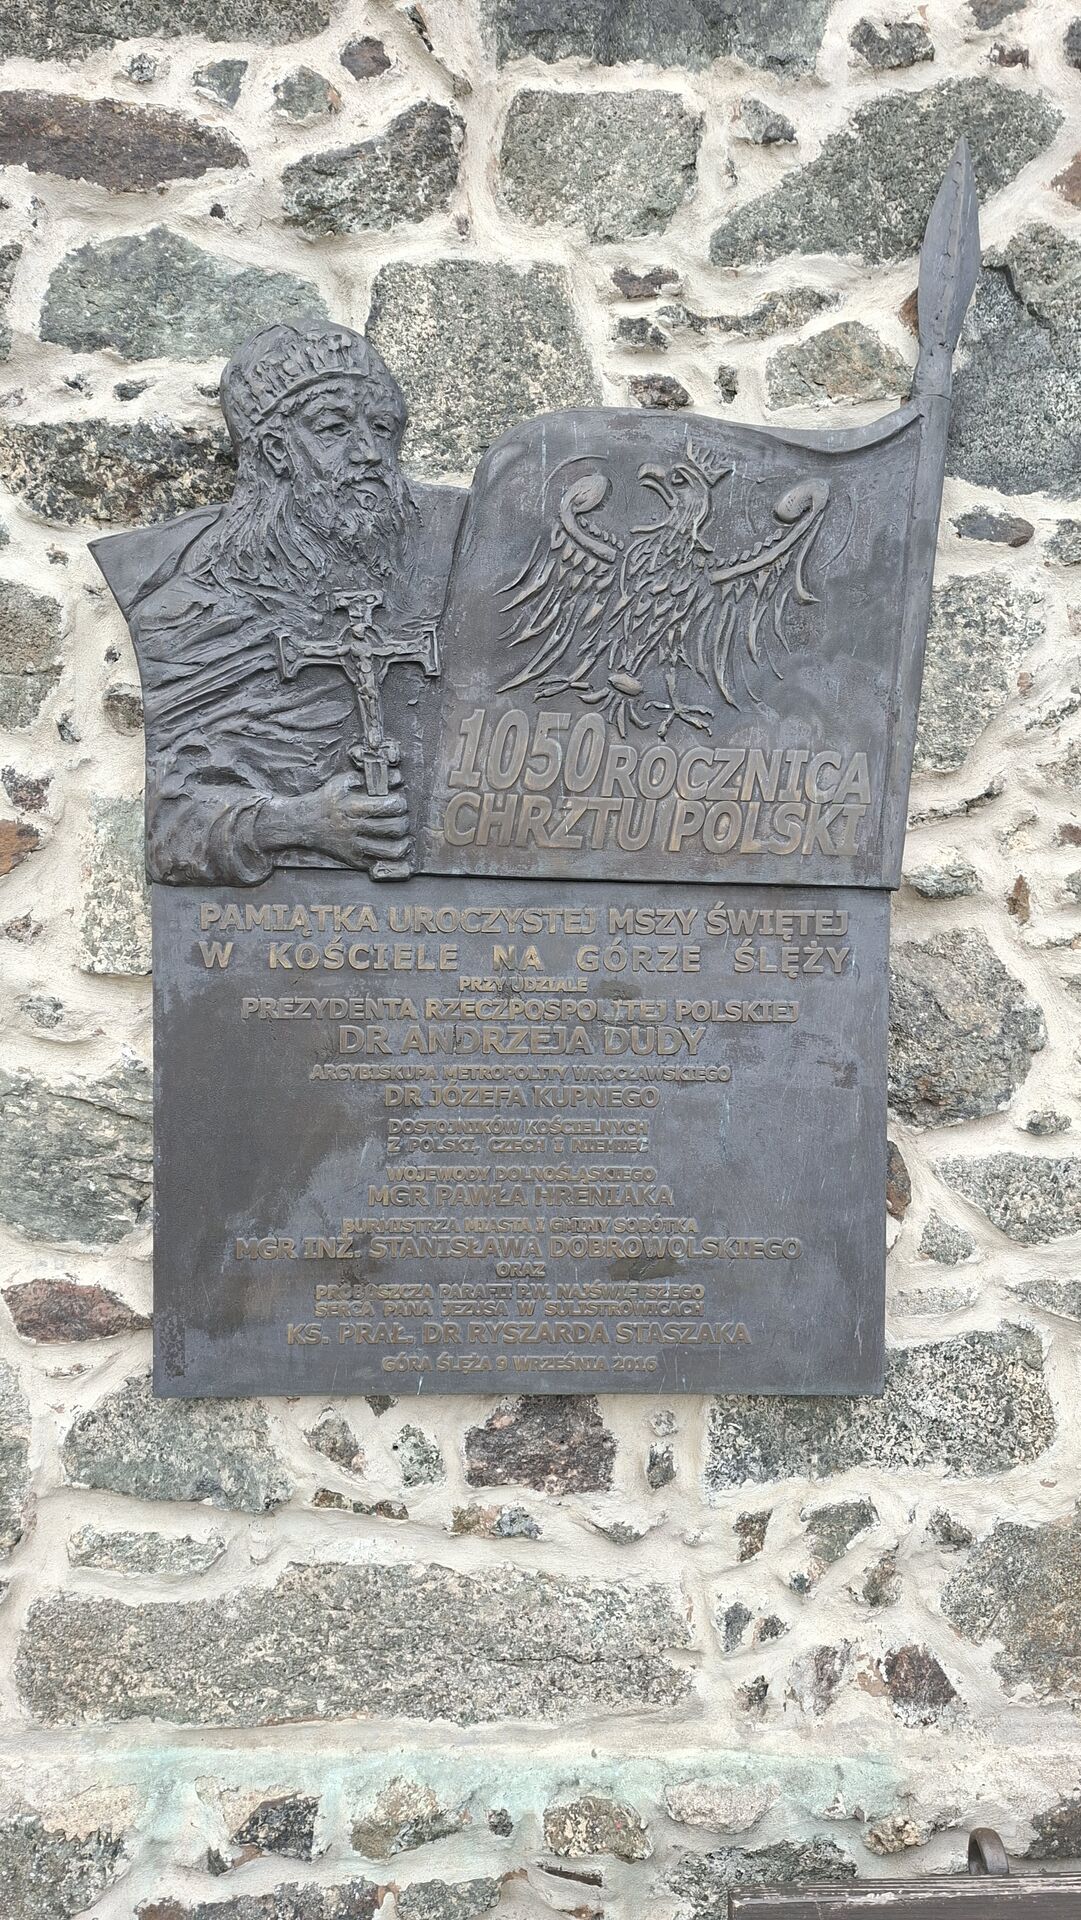 1050 ROCZNICA
CHRZTU POLSKI
PAMIĄTKA UROCZYSTEJ MSZY ŚWIĘTEJ
W KOŚCIELE NA GÓRZE ŚLĘŻY
PRZY UDZIALE
PREZYDENTA RZECZPOSPOLITEJ POLSKIEJ
DR ANDRZEJA DUDY
ARCYBISKUPA METROPOLITY WROCŁAWSKIEGO
DR JÓZEFA KUPNEGO
DOSTOJNIKÓW KOŚCIELNYCH
Z POLSKI, CZECH I NIEMIEC
WOJEWODY DOLNOŚLĄSKIEGO
MGR PAWŁA HRENIAKA
BURMISTRZA MIASTA I GMINY SOBÓTKA
MGR INŻ. STANISŁAWA DOBROWOLSKIEGO
ORAZ
PROBOSZCZA PARAFII P.W. NAJŚWIĘTSZEGO
SERCA PANA JEZUSA W SULISTROWICACH
KS. PRAŁ. DR RYSZARDA STASZAKA
GÓRA ŚLĘŻA 9 WRZEŚNIA 2016